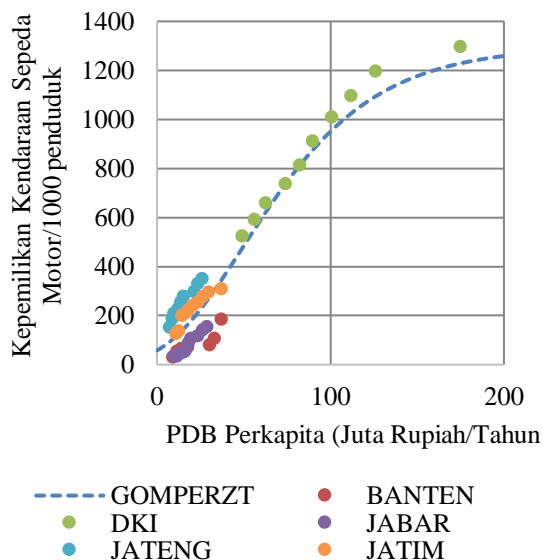 Kepemilikan Kendaraan Sepeda
Motor/1000 penduduk
1400
1200
1000
800
600
400
200
0
0 100 200
PDB Perkapita (Juta Rupiah/Tahun
GOMPERZT BANTEN
DKI JABAR
JATENG JATIM